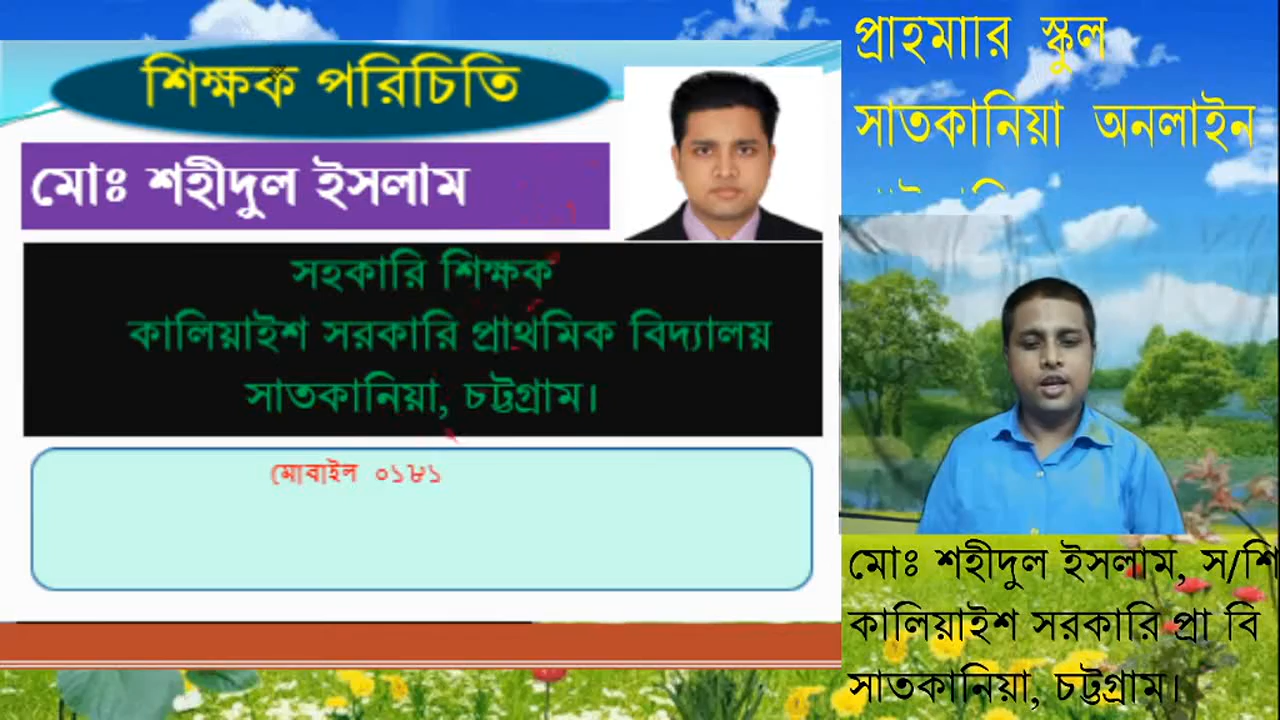 শিক্ষক পরিচিতি
মোঃ শহীদুল ইসলাম
সহকারি শিক্ষক
কালিয়াইশ সরকারি প্রাথমিক বিদ্যালয়
সাতকানিয়া, চট্টগ্রাম।
মোবাইল ০১৮১
স্কুল
সাতকানিয়া অনলাইন
মোঃ শহীদুল ইসলাম, স/শি
কালিয়াইশ সরকারি প্রা বি
সাতকানিয়া, চট্টগ্রাম।